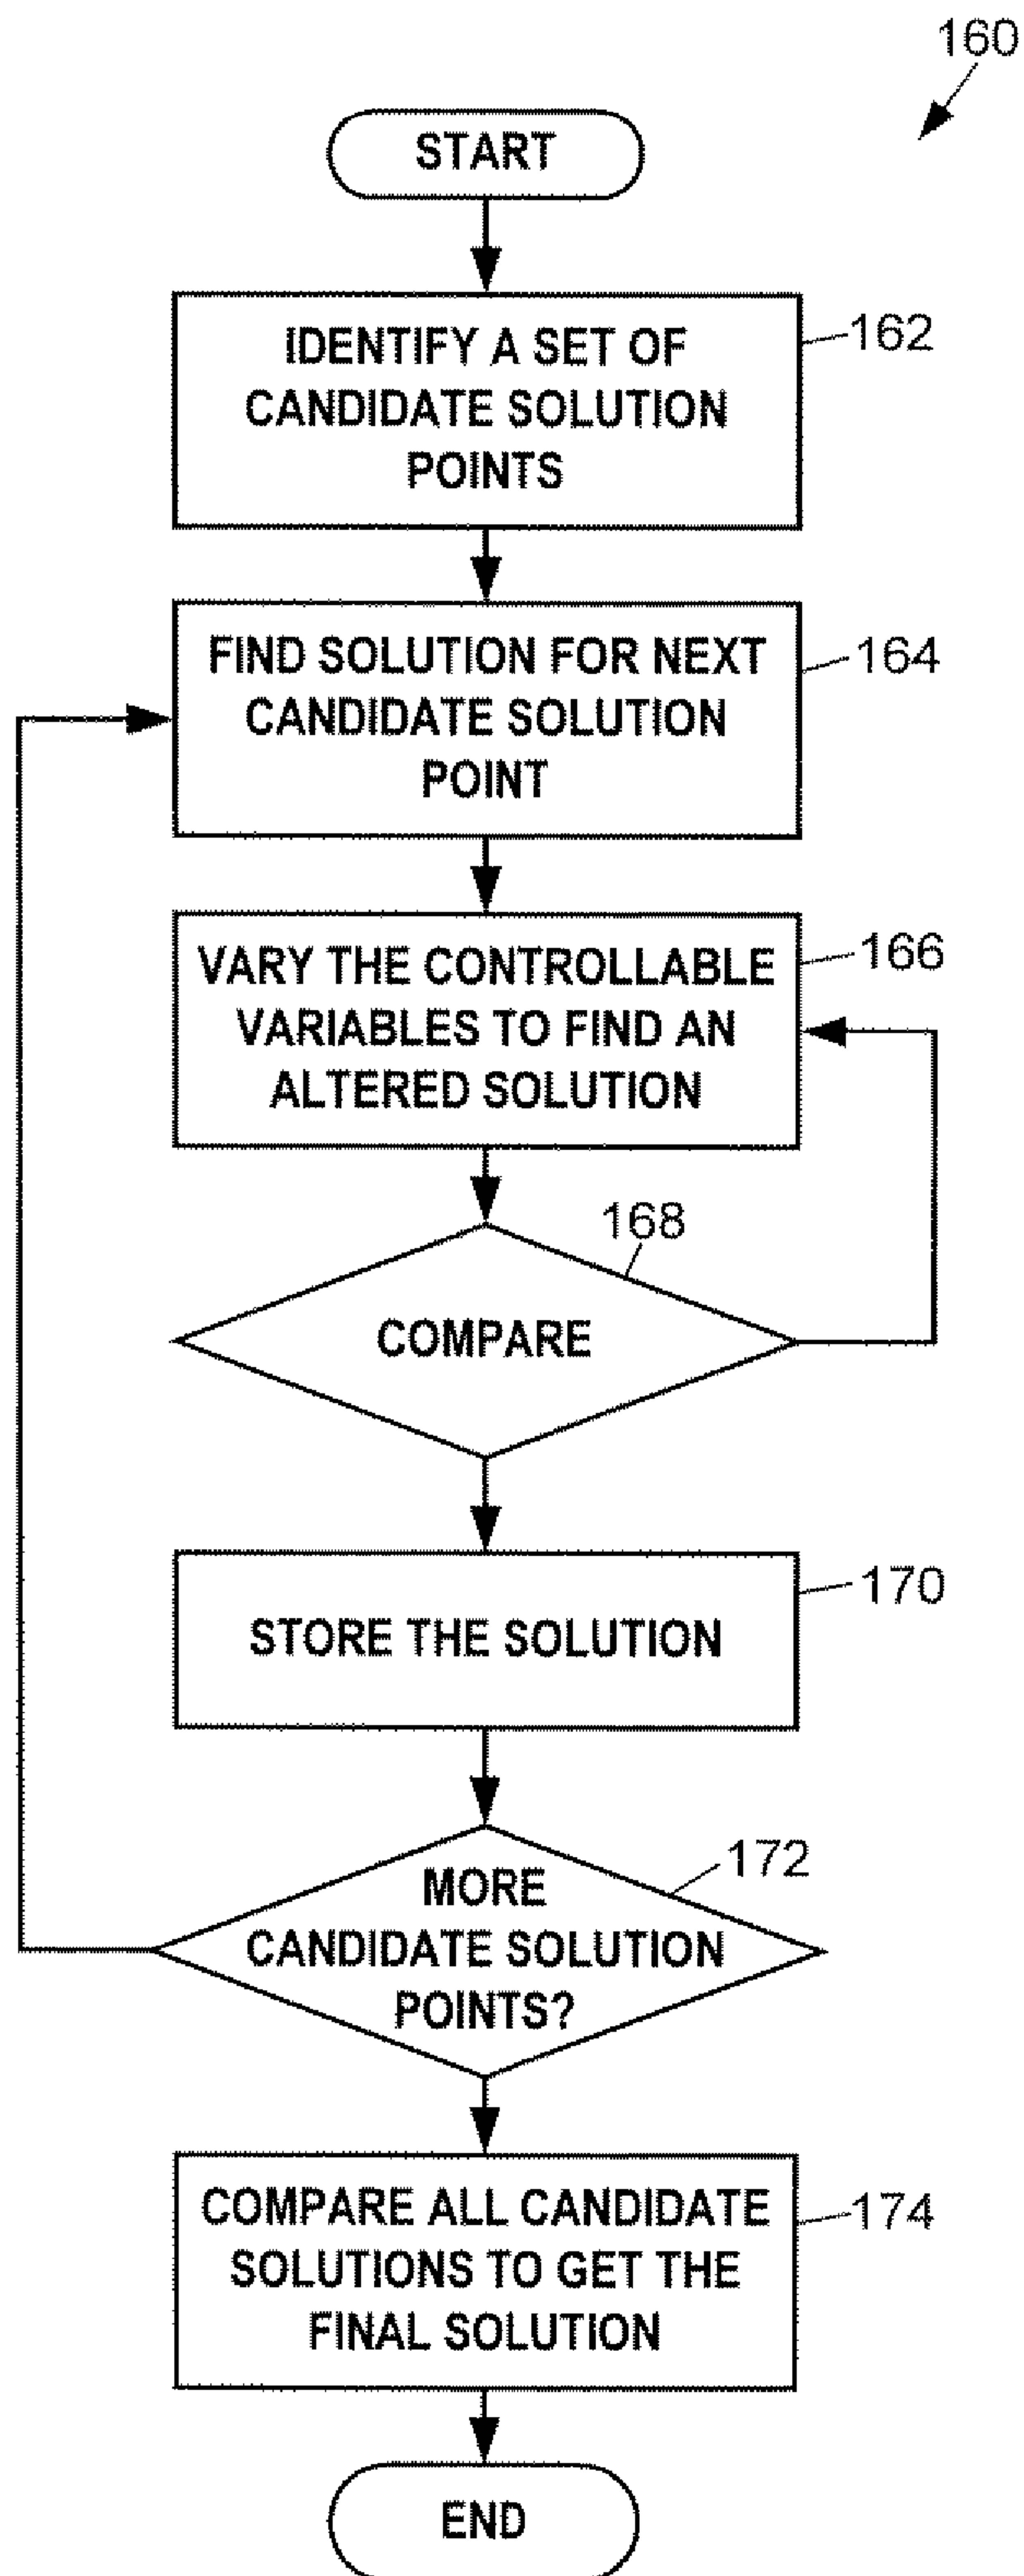 160
START
IDENTIFY A SET OF
CANDIDATE SOLUTION
POINTS
162
FIND SOLUTION FOR NEXT
CANDIDATE SOLUTION
POINT
164
VARY THE CONTROLLABLE
VARIABLES TO FIND AN
ALTERED SOLUTION
166
168
COMPARE
STORE THE SOLUTION
170
172
MORE
CANDIDATE SOLUTION
POINTS?
COMPARE ALL CANDIDATE
SOLUTIONS TO GET THE
FINAL SOLUTION
174
END